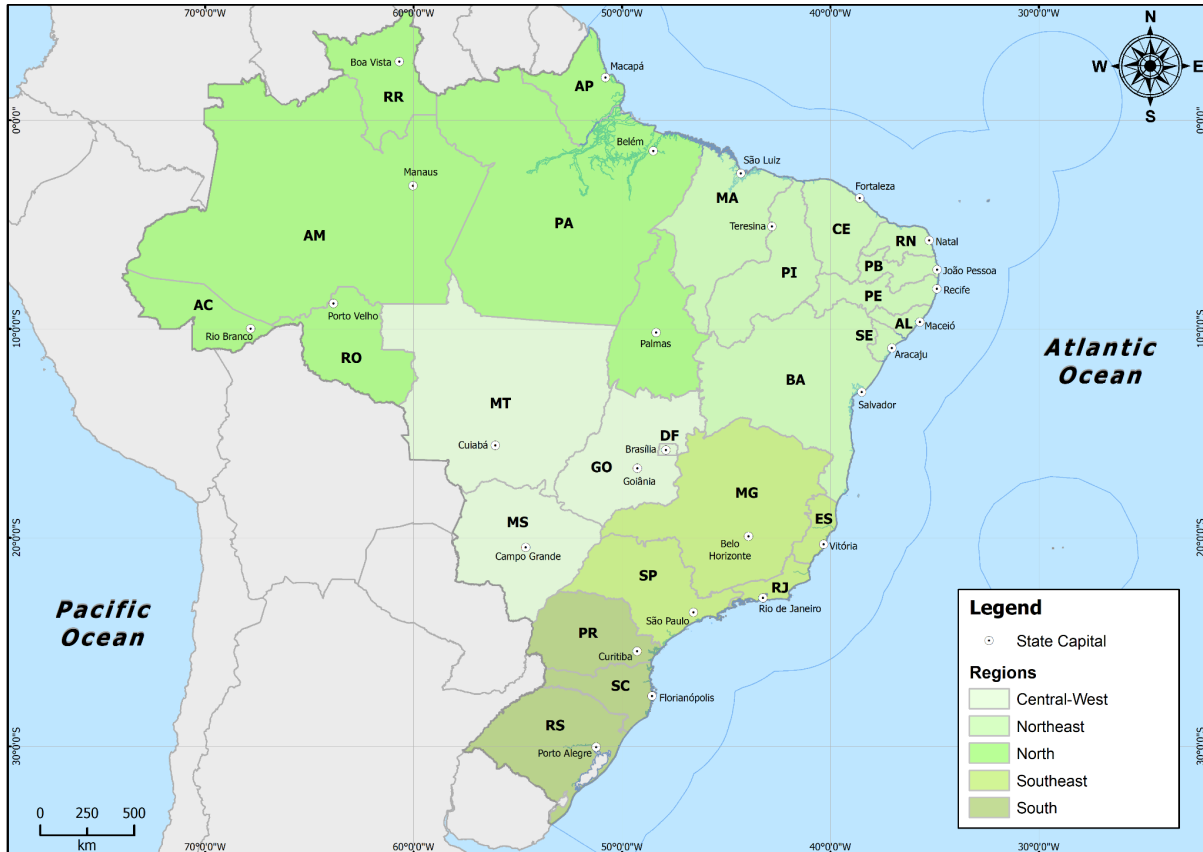 70°0'0"W
60°0'0"W
50°0'0"W
40°0'0"W
30°0'0"W
N
W
E
S
0°0'0"
0°0'0"
10°0'0"S
10°0'0"S
20°0'0"S
20°0'0"S
30°0'0"S
30°0'0"S
Boa Vista
RR
AP
Macapá
Belém
Manaus
São Luiz
Fortaleza
MA
Teresina
CE
RN
Natal
AM
PA
PI
PB
João Pessoa
PE
Recife
AC
Rio Branco
Porto Velho
RO
Palmas
AL
Maceió
SE
Aracaju
BA
Salvador
Atlantic
Ocean
MT
Cuiabá
DF
Brasília
GO
Goiânia
MG
MS
Campo Grande
Belo
Horizonte
ES
Vitória
SP
São Paulo
RJ
Rio de Janeiro
Pacific
Ocean
PR
Curitiba
SC
Florianópolis
RS
Porto Alegre
Legend
State Capital
Regions
Central-West
Northeast
North
Southeast
South
0 250 500
km
70°0'0"W
60°0'0"W
50°0'0"W
40°0'0"W
30°0'0"W